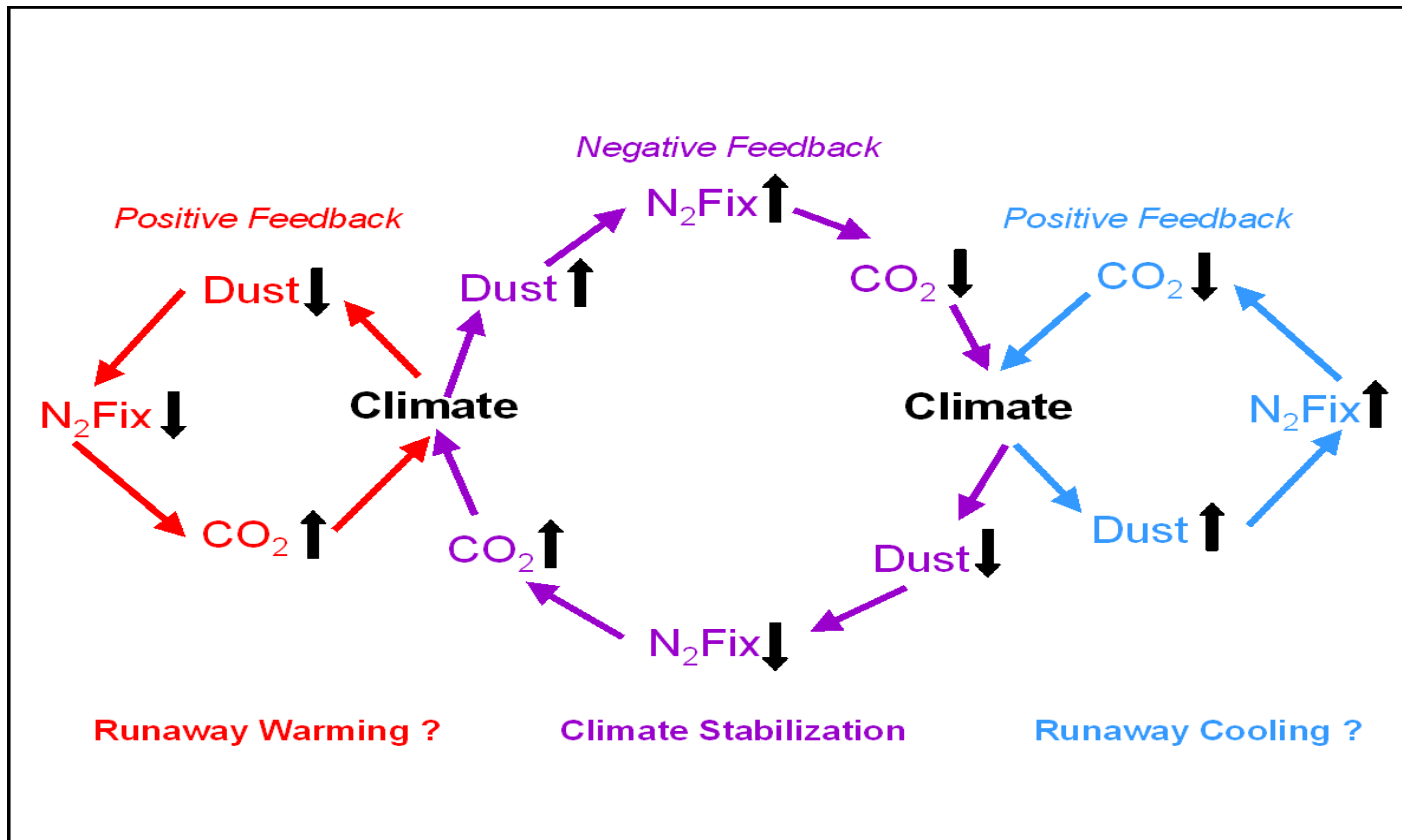 Negative Feedback
N₂Fix
Positive Feedback
Positive Feedback
Dust
Dust
CO₂
CO₂
N₂Fix
Climate
Climate
N₂Fix
CO₂
CO₂
Dust
Dust
N₂Fix
Runaway Warming ?
Climate Stabilization
Runaway Cooling ?